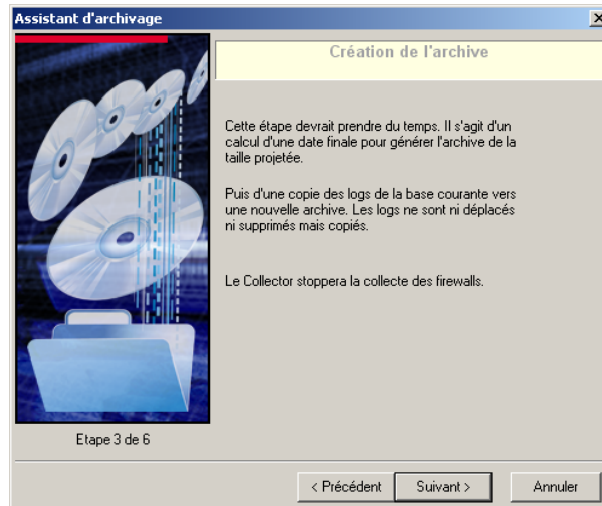 Assistant d'archivage
Création de l'archive
Cette étape devrait prendre du temps. Il s'agit d'un
calcul d'une date finale pour générer l'archive de la
taille projetée.
Puis d'une copie des logs de la base courante vers
une nouvelle archive. Les logs ne sont ni déplacés
ni supprimés mais copiés.
Le Collector stoppera la collecte des firewalls.
Etape 3 de 6
< Précédent
Suivant >
Annuler